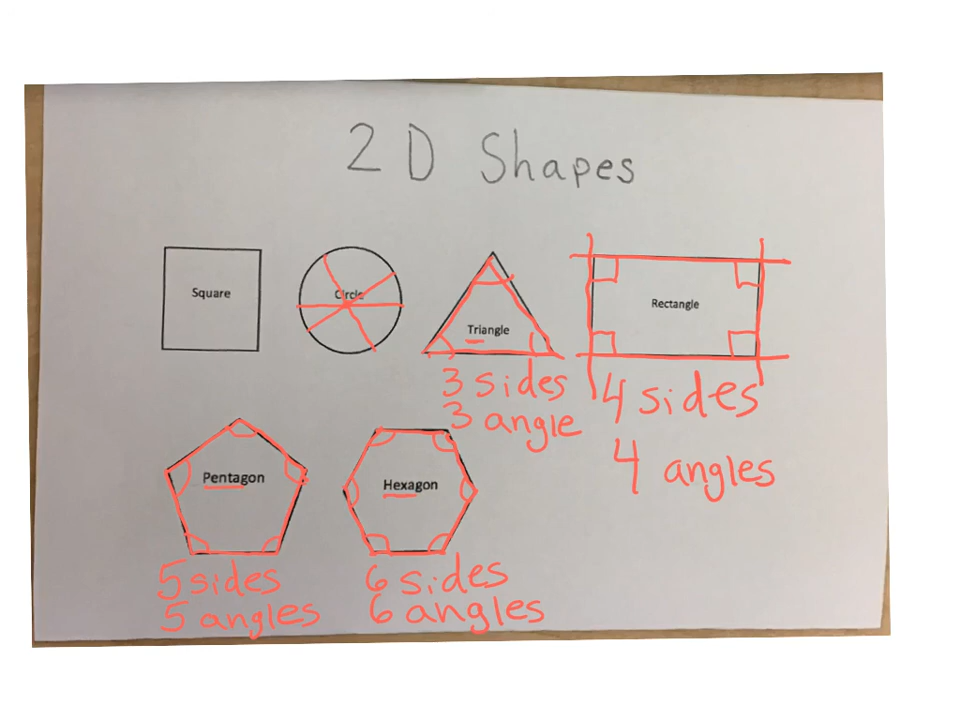 2D Shapes
Square
Circle
Triangle
Rectangle
3 sides
3 angle
4 sides
4 angles
Pentagon
Hexagon
5 sides
5 angles
6 sides
6 angles